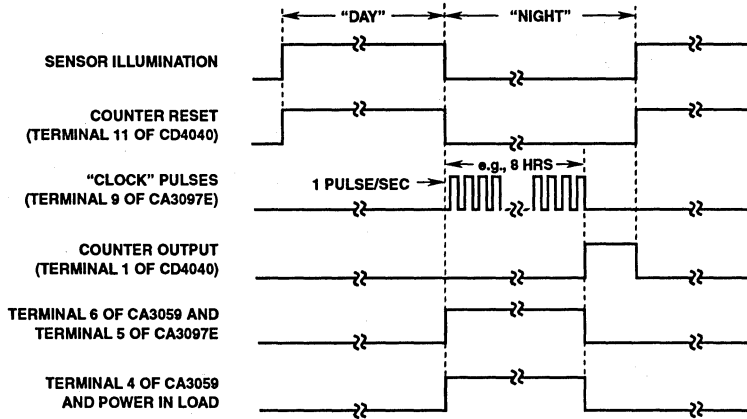 “DAY”
“NIGHT”
SENSOR ILLUMINATION
COUNTER RESET
(TERMINAL 11 OF CD4040)
e.g., 8 HRS
“CLOCK” PULSES
(TERMINAL 9 OF CA3097E)
1 PULSE/SEC
COUNTER OUTPUT
(TERMINAL 1 OF CD4040)
TERMINAL 6 OF CA3059 AND
TERMINAL 5 OF CA3097E
TERMINAL 4 OF CA3059
AND POWER IN LOAD